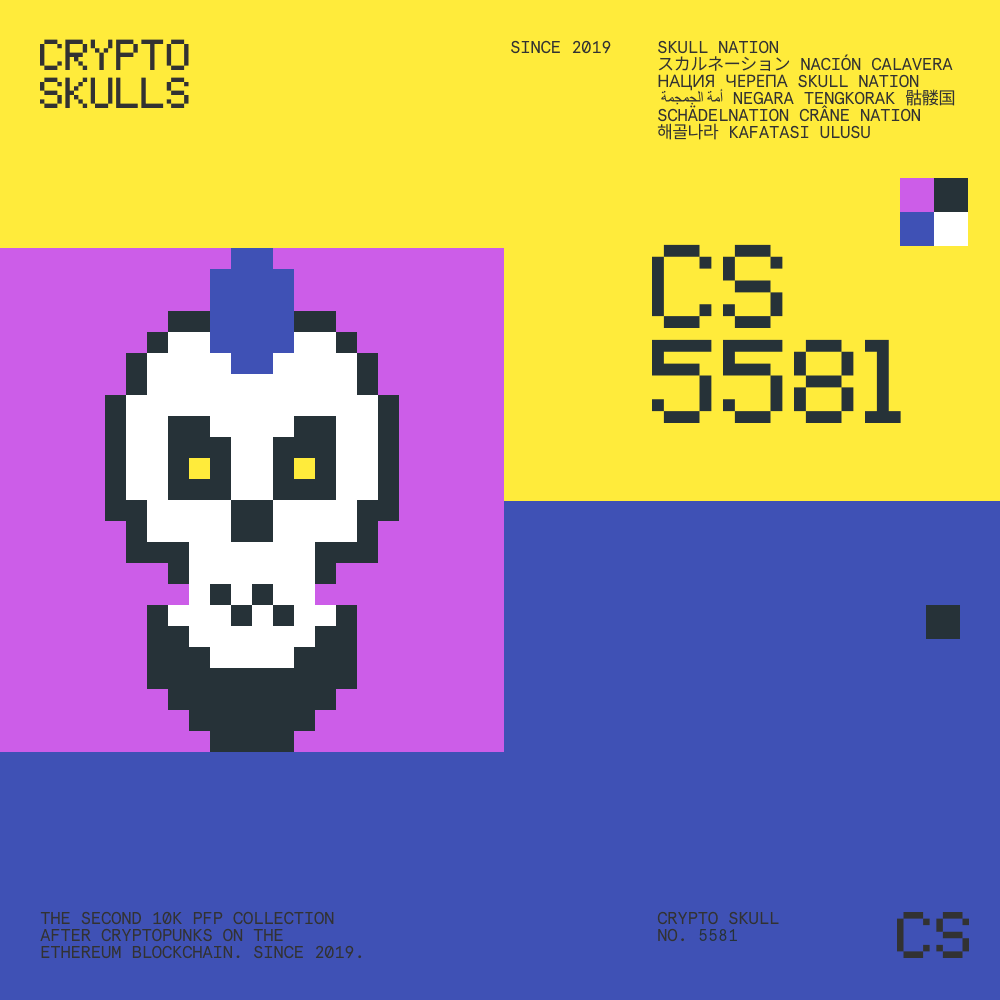 CRYPTO
SKULLS
SINCE 2019
SKULL NATION
スカルネーション NACIÓN CALAVERA
НАЦИЯ ЧЕРЕПА SKULL NATION
أمة الجمجمة NEGARA TENGKORAK 骷髅国
SCHÄDELNATION CRÂNE NATION
해골나라 KAFATASI ULUSU
CS
5581
THE SECOND 10K PFP COLLECTION
AFTER CRYPTOPUNKS ON THE
ETHEREUM BLOCKCHAIN. SINCE 2019.
CRYPTO SKULL
NO. 5581
CS